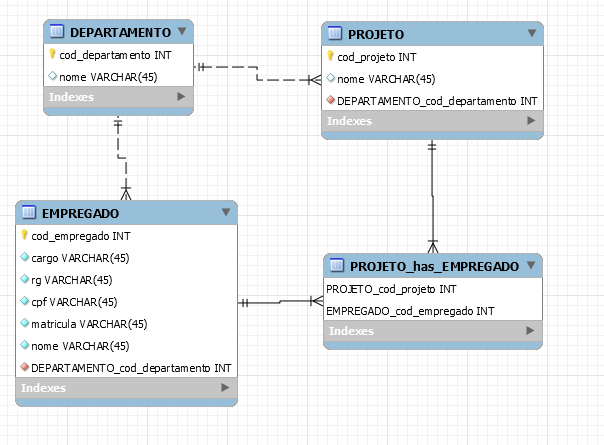 DEPARTAMENTO
cod_departamento INT
nome VARCHAR(45)
Indexes
PROJETO
cod_projeto INT
nome VARCHAR(45)
DEPARTAMENTO_cod_departamento INT
Indexes
EMPREGADO
cod_empregado INT
cargo VARCHAR(45)
rg VARCHAR(45)
cpf VARCHAR(45)
matricula VARCHAR(45)
nome VARCHAR(45)
DEPARTAMENTO_cod_departamento INT
Indexes
PROJETO_has_EMPREGADO
PROJETO_cod_projeto INT
EMPREGADO_cod_empregado INT
Indexes